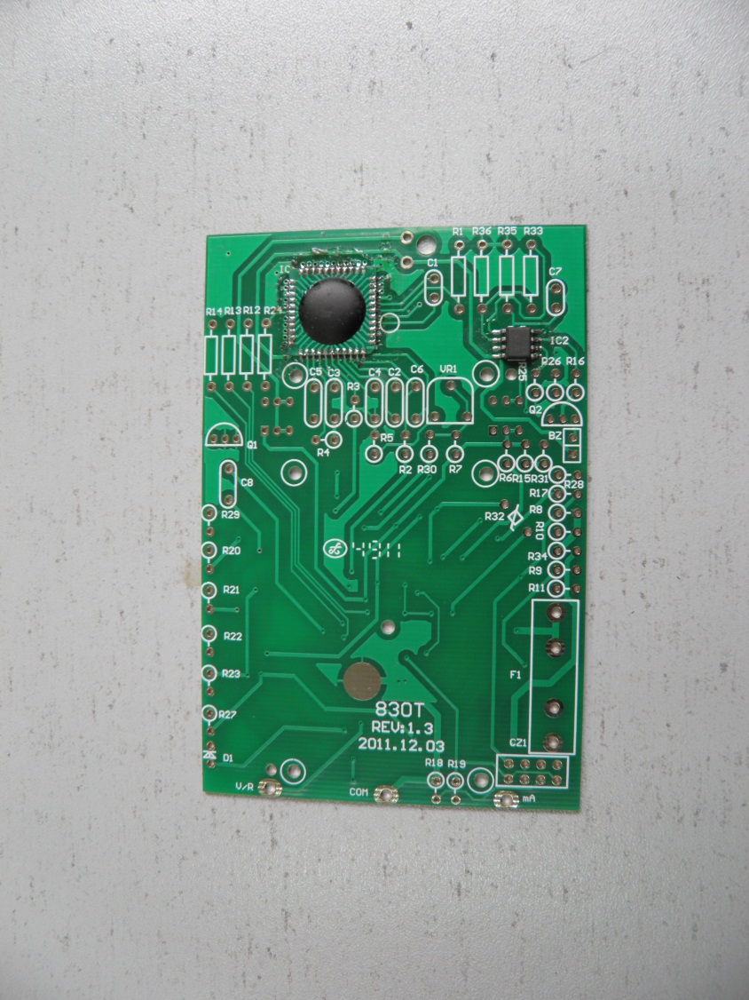 R1 R36 R35 R33
IC
C1
C7
R14 R13 R12 R24
IC2
R25
R26 R16
C5 C3
R3
C4 C2 C6
VR1
Q2
BZ
Q1
R4
R5
R2 R30 R7
R6 R15 R31
R28
C8
R17
R29
R32
R8
R10
R20
4911
R34
R9
R21
R11
R22
R23
F1
830T
R27
REV:1.3
2011.12.03
CZ1
D1
R18 R19
V/R
COM
mA